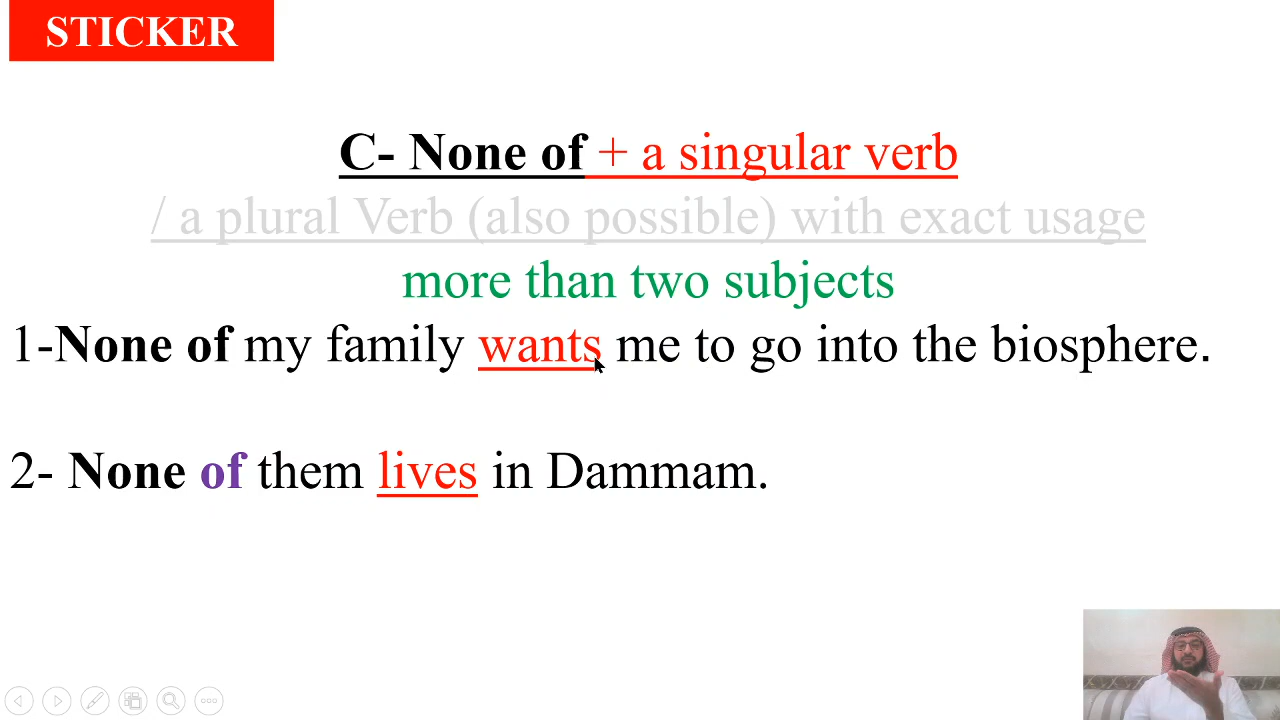 STICKER
C- None of + a singular verb
/ a plural Verb (also possible) with exact usage
more than two subjects
1-None of my family wants me to go into the biosphere.
2- None of them lives in Dammam.